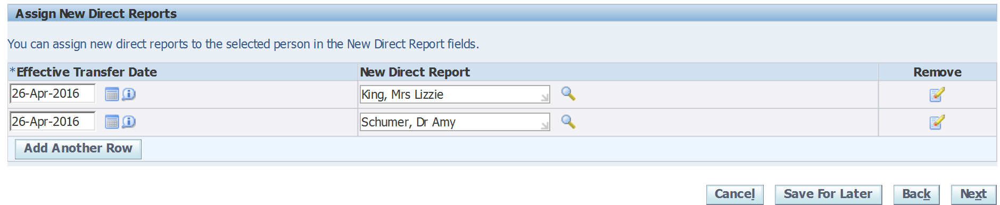 Assign New Direct Reports
You can assign new direct reports to the selected person in the New Direct Report fields.
*Effective Transfer Date New Direct Report Remove
26-Apr-2016 King, Mrs Lizzie
26-Apr-2016 Schumer, Dr Amy
Add Another Row
Cancel Save For Later Back Next